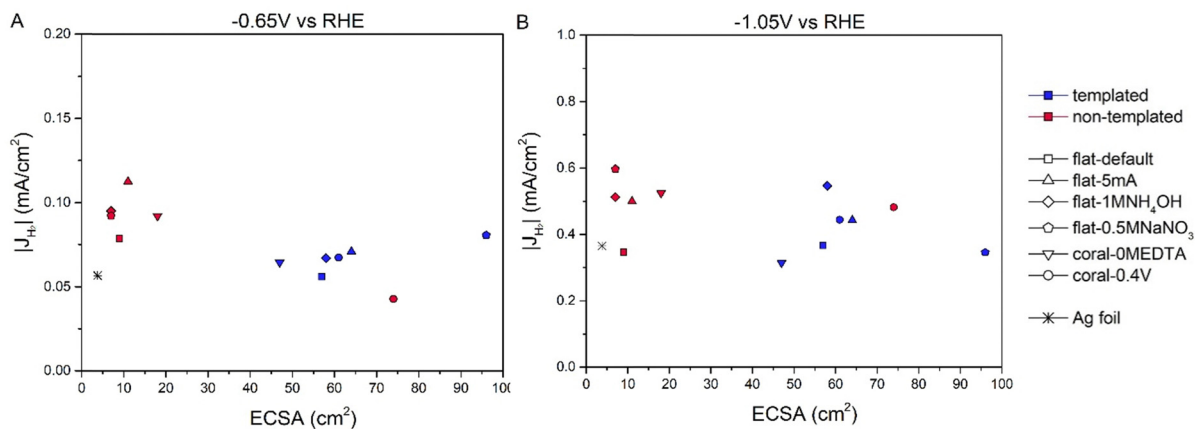 A
-0.65V vs RHE
0.20
0.15
0.10
0.05
0.00
|J_H₂| (mA/cm²)
0 10 20 30 40 50 60 70 80 90 100
ECSA (cm²)
B
-1.05V vs RHE
1.0
0.8
0.6
0.4
0.2
0.0
|J_H₂| (mA/cm²)
0 10 20 30 40 50 60 70 80 90 100
ECSA (cm²)
templated
non-templated
flat-default
flat-5mA
flat-1MNH₄OH
flat-0.5MNaNO₃
coral-0MEDTA
coral-0.4V
Ag foil